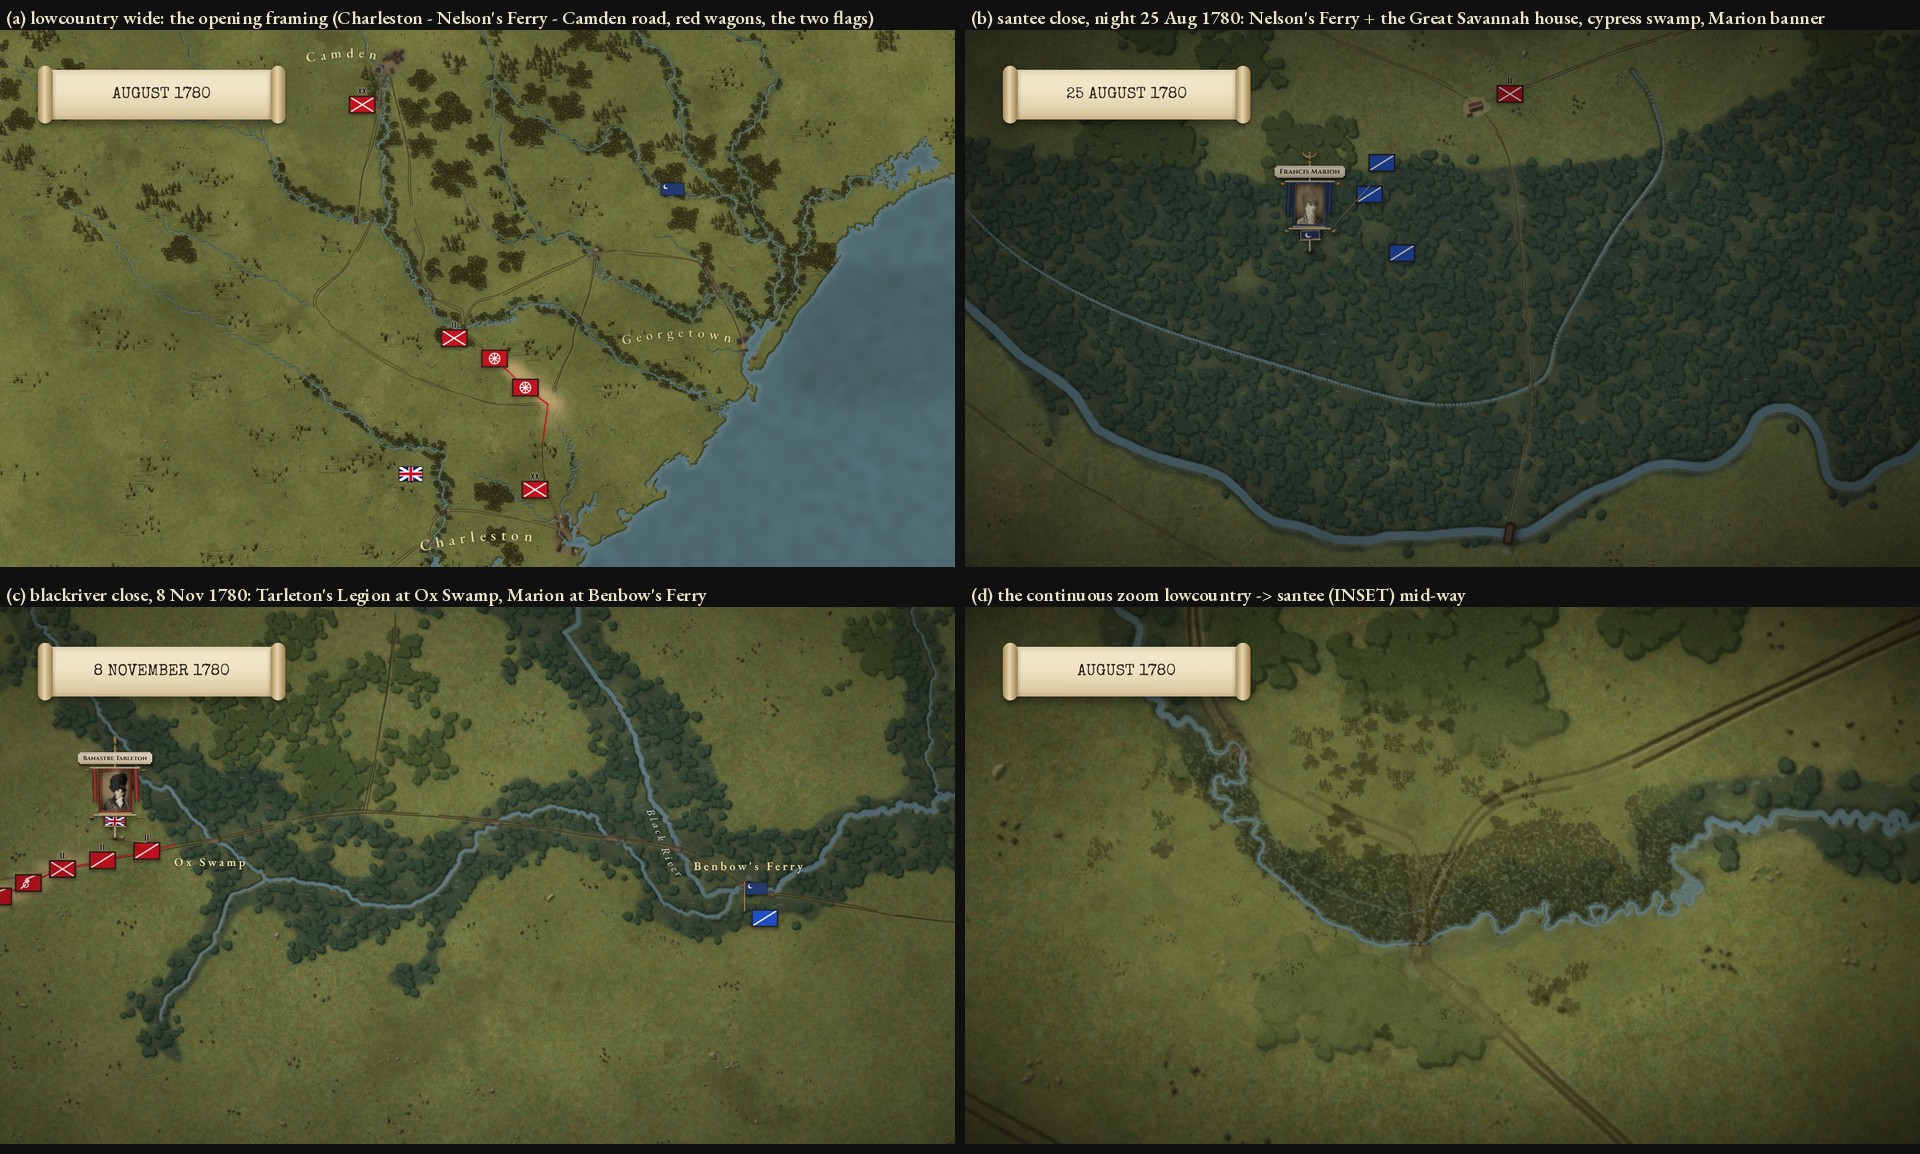 (a) lowcountry wide: the opening framing (Charleston - Nelson's Ferry - Camden road, red wagons, the two flags)
AUGUST 1780
Camden
Georgetown
Charleston
(b) santee close, night 25 Aug 1780: Nelson's Ferry + the Great Savannah house, cypress swamp, Marion banner
25 AUGUST 1780
FRANCIS MARION
(c) blackriver close, 8 Nov 1780: Tarleton's Legion at Ox Swamp, Marion at Benbow's Ferry
8 NOVEMBER 1780
BANASTRE TARLETON
Ox Swamp
Black River
Benbow's Ferry
(d) the continuous zoom lowcountry -> santee (INSET) mid-way
AUGUST 1780